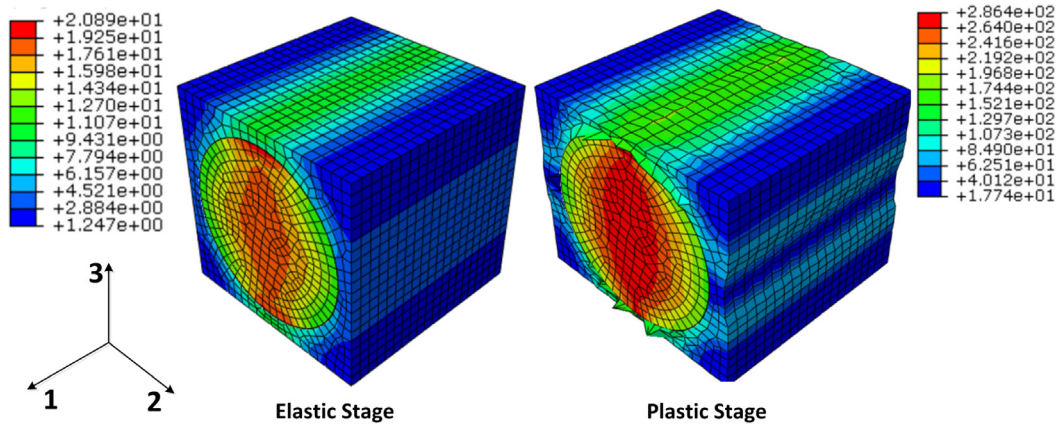 +2.089e+01
+1.925e+01
+1.761e+01
+1.598e+01
+1.434e+01
+1.270e+01
+1.107e+01
+9.431e+00
+7.794e+00
+6.157e+00
+4.521e+00
+2.884e+00
+1.247e+00
+2.864e+02
+2.640e+02
+2.416e+02
+2.192e+02
+1.968e+02
+1.744e+02
+1.521e+02
+1.297e+02
+1.073e+02
+8.490e+01
+6.251e+01
+4.012e+01
+1.774e+01
3
1
2
Elastic Stage
Plastic Stage